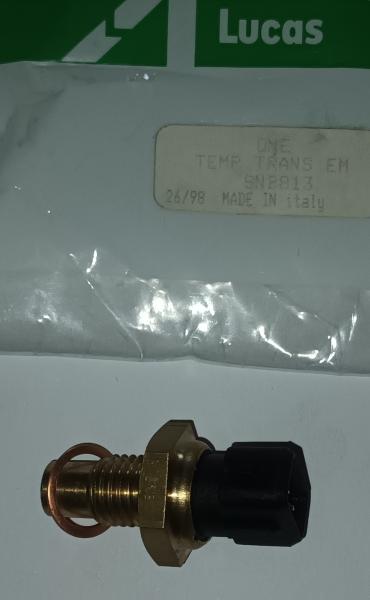 Lucas
ONE
TEMP TRANS EM
SNB813
26/98 MADE IN italy